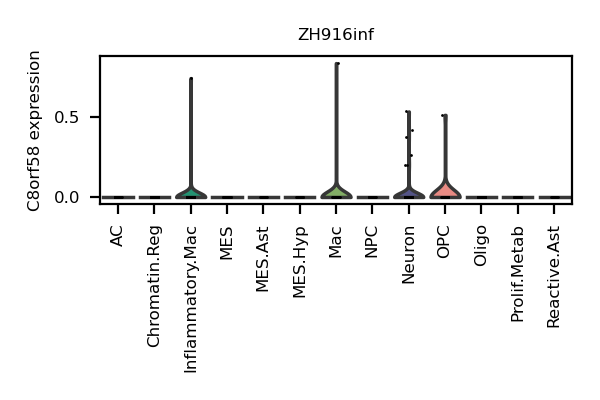 ZH916inf
C8orf58 expression
0.5
0.0
AC
Chromatin.Reg
Inflammatory.Mac
MES
MES.Ast
MES.Hyp
Mac
NPC
Neuron
OPC
Oligo
Prolif.Metab
Reactive.Ast